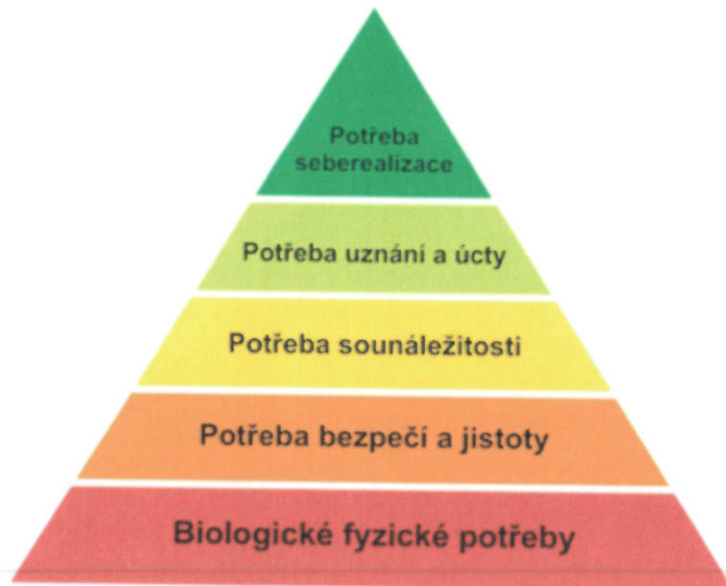 Potřeba
seberealizace
Potřeba uznání a úcty
Potřeba sounáležitosti
Potřeba bezpečí a jistoty
Biologické fyzické potřeby